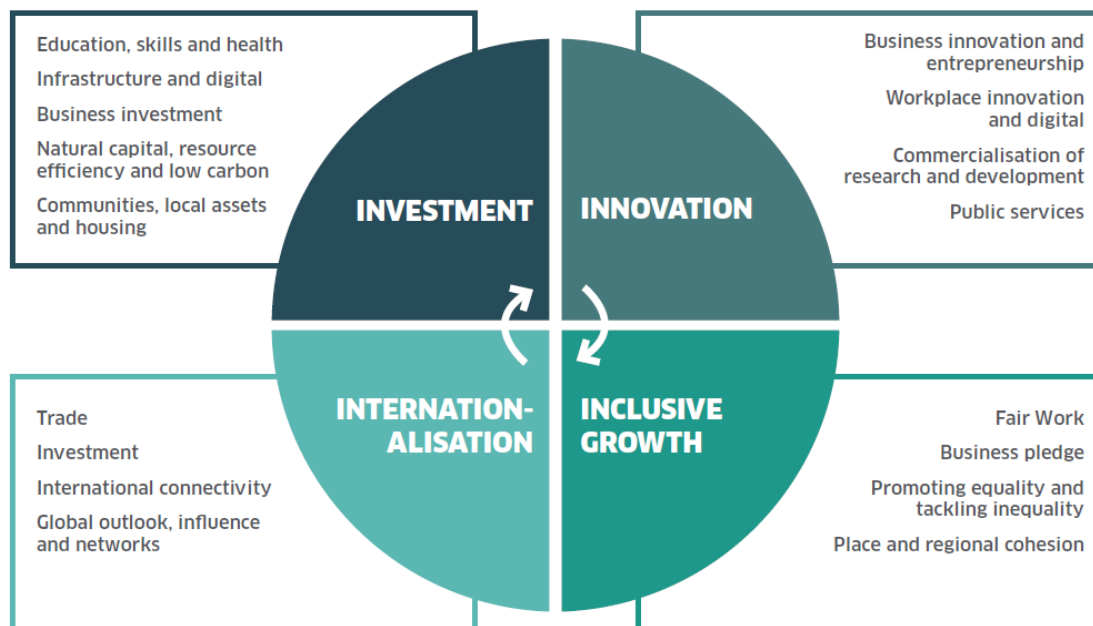 Education, skills and health
Infrastructure and digital
Business investment
Natural capital, resource
efficiency and low carbon
Communities, local assets
and housing
INVESTMENT
INNOVATION
Business innovation and
entrepreneurship
Workplace innovation
and digital
Commercialisation of
research and development
Public services
Trade
Investment
International connectivity
Global outlook, influence
and networks
INTERNATION-
ALISATION
INCLUSIVE
GROWTH
Fair Work
Business pledge
Promoting equality and
tackling inequality
Place and regional cohesion